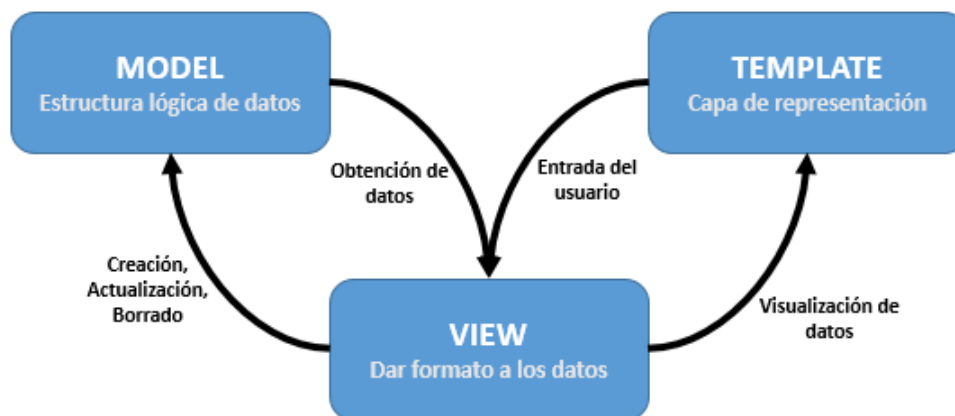 MODEL
Estructura lógica de datos
TEMPLATE
Capa de representación
Obtención de
datos
Entrada del
usuario
Creación,
Actualización,
Borrado
Visualización de
datos
VIEW
Dar formato a los datos